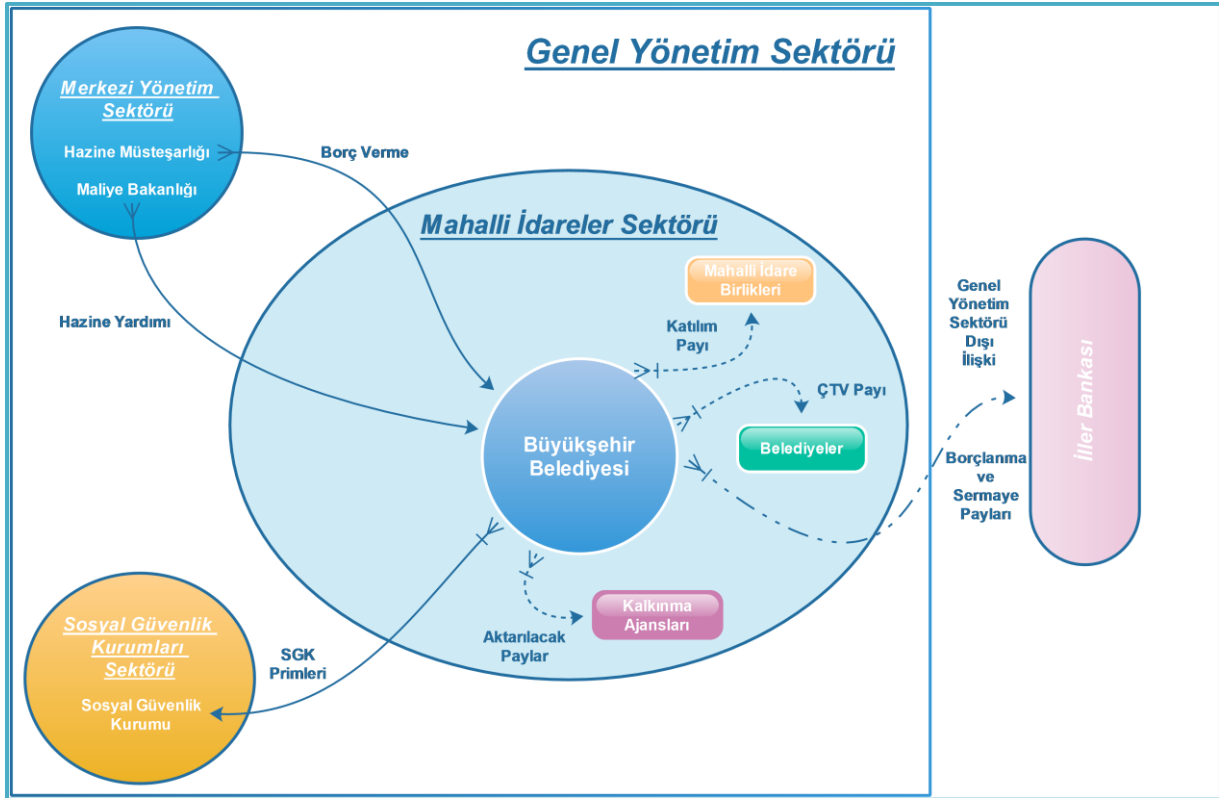 Genel Yönetim Sektörü
Merkezi Yönetim
Sektörü
Hazine Müsteşarlığı
Maliye Bakanlığı
Borç Verme
Hazine Yardımı
Mahalli İdareler Sektörü
Mahalli İdare
Birlikleri
Katılım
Payı
ÇTV Payı
Belediyeler
Büyükşehir
Belediyesi
Kalkınma
Ajansları
Aktarılacak
Paylar
SGK
Primleri
Sosyal Güvenlik
Kurumları
Sektörü
Sosyal Güvenlik
Kurumu
Genel
Yönetim
Sektörü
Dışı
İlişki
Borçlanma
ve
Sermaye
Payları
İller Bankası